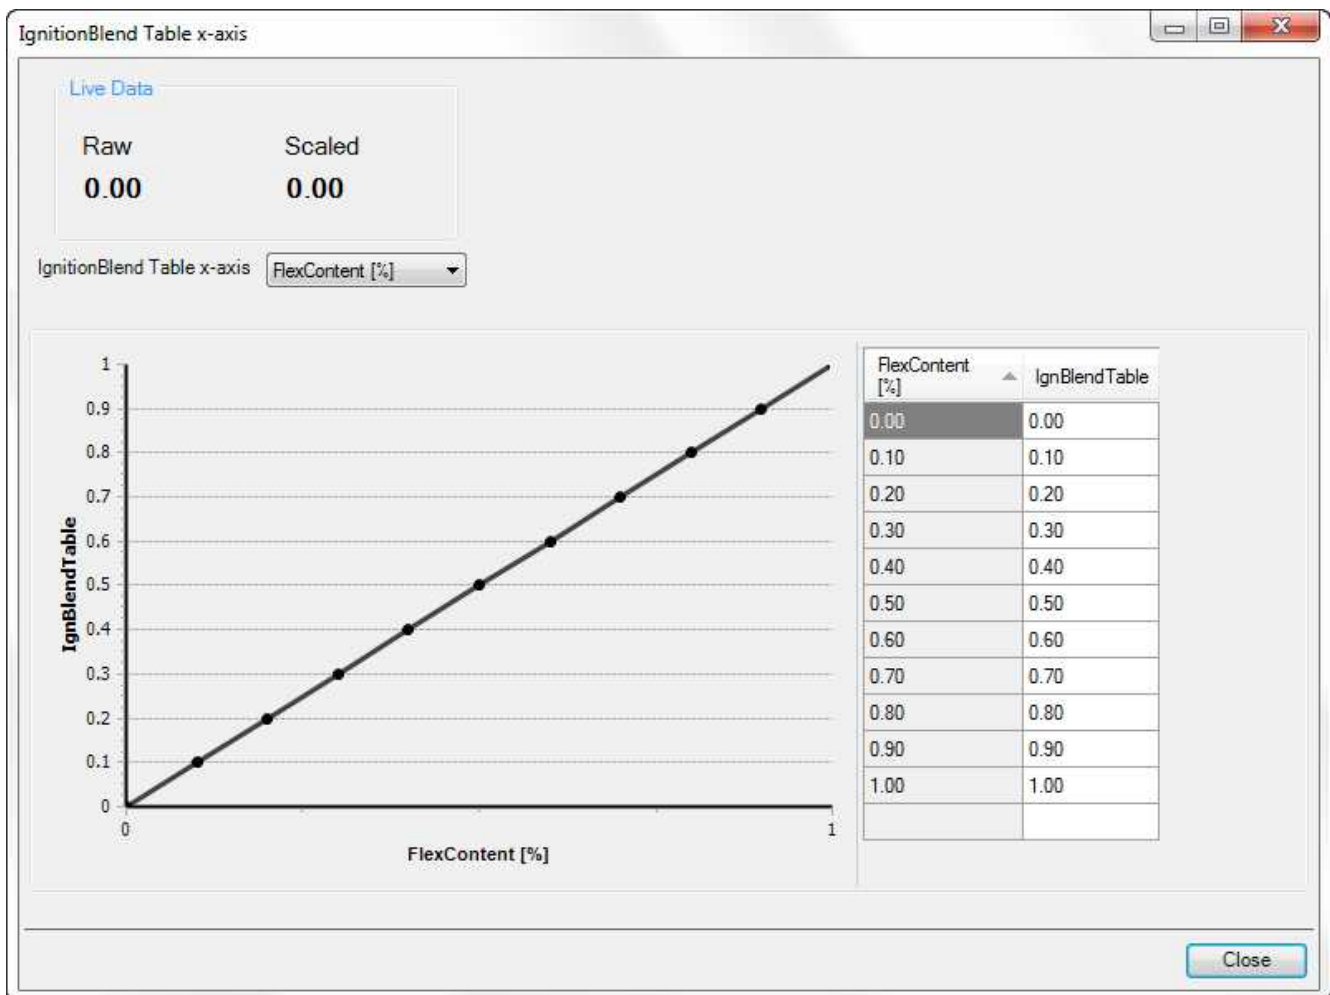 IgnitionBlend Table x-axis
Live Data
Raw Scaled
0.00 0.00
IgnitionBlend Table x-axis FlexContent [%]
1
0.9
0.8
0.7
0.6
0.5
0.4
0.3
0.2
0.1
0
IgnBlendTable
0 1
FlexContent [%]
FlexContent
[%] IgnBlendTable
0.00 0.00
0.10 0.10
0.20 0.20
0.30 0.30
0.40 0.40
0.50 0.50
0.60 0.60
0.70 0.70
0.80 0.80
0.90 0.90
1.00 1.00
Close